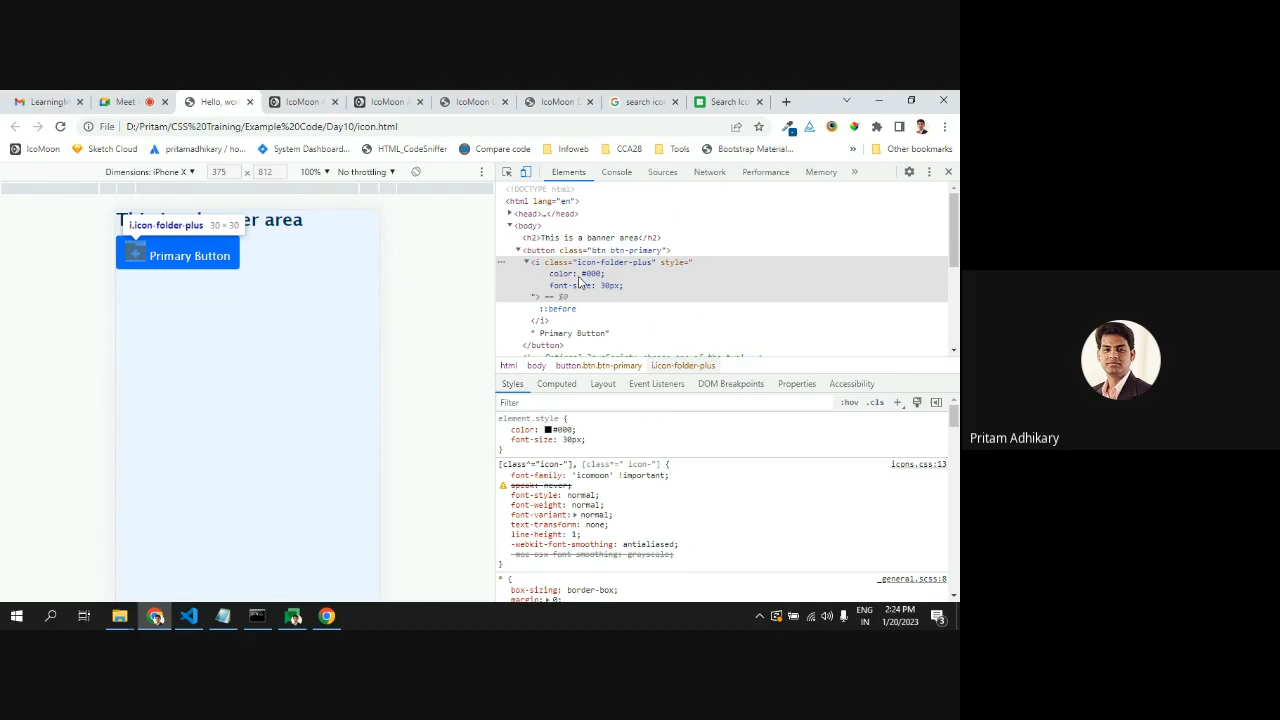 LearningM
Meet
Hello, wor
IcoMoon A
IcoMoon A
IcoMoon D
IcoMoon I
search icon
Search Ico
File D:/Pritam/CSS%20Training/Example%20Code/Day10/icon.html
IcoMoon
Sketch Cloud
pritamadhikary / ho...
System Dashboard...
HTML_CodeSniffer
Compare code
Infoweb
CCA28
Tools
Bootstrap Material...
»
Other bookmarks
Dimensions: iPhone X ▼ 375 x 812 100% ▼ No throttling ▼
Elements Console Sources Network Performance Memory »
<!DOCTYPE html>
<html lang="en">
<head>…</head>
<body>
<h2>This is a banner area</h2>
<button class="btn btn-primary">
<i class="icon-folder-plus" style="
color: #000;
font-size: 30px;
"> == $0
::before
</i>
" Primary Button"
</button>
i.icon-folder-plus 30 × 30
er area
Primary Button
html body button.btn.btn-primary i.icon-folder-plus
Styles Computed Layout Event Listeners DOM Breakpoints Properties Accessibility
Filter :hov .cls +
element.style {
color: #000;
font-size: 30px;
}
[class^="icon-"], [class*=" icon-"] { icons.css:13
font-family: 'icomoon' !important;
speak: never;
font-style: normal;
font-weight: normal;
font-variant: normal;
text-transform: none;
line-height: 1;
-webkit-font-smoothing: antialiased;
-moz-osx-font-smoothing: grayscale;
}
* { _general.scss:8
box-sizing: border-box;
margin: 0;
ENG
IN
2:24 PM
1/20/2023
3
Pritam Adhikary